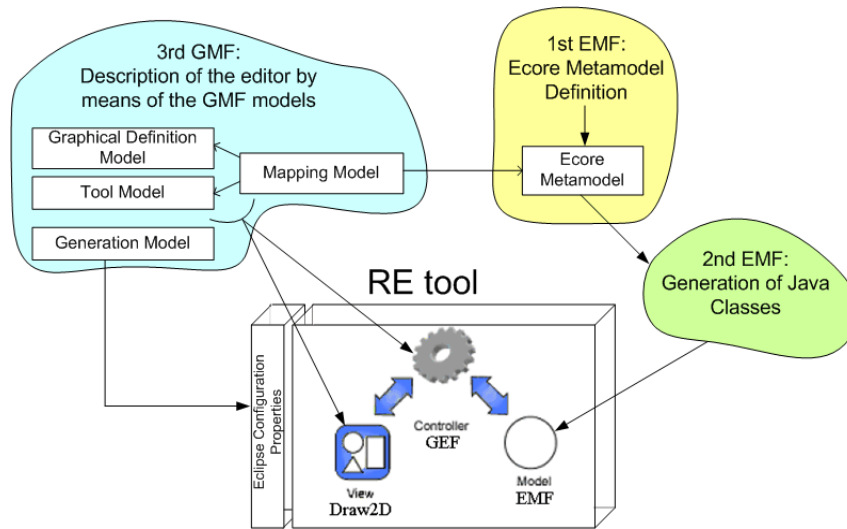 3rd GMF:
Description of the editor by
means of the GMF models
Graphical Definition
Model
Mapping Model
Tool Model
Generation Model
1st EMF:
Ecore Metamodel
Definition
Ecore
Metamodel
2nd EMF:
Generation of Java
Classes
RE tool
Eclipse Configuration
Properties
Controller
GEF
View
Draw2D
Model
EMF